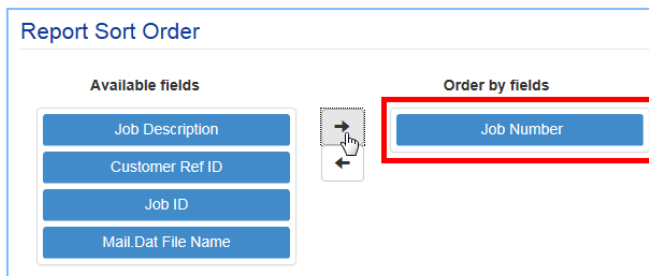 Report Sort Order
Available fields
Order by fields
Job Description
Job Number
Customer Ref ID
Job ID
Mail.Dat File Name